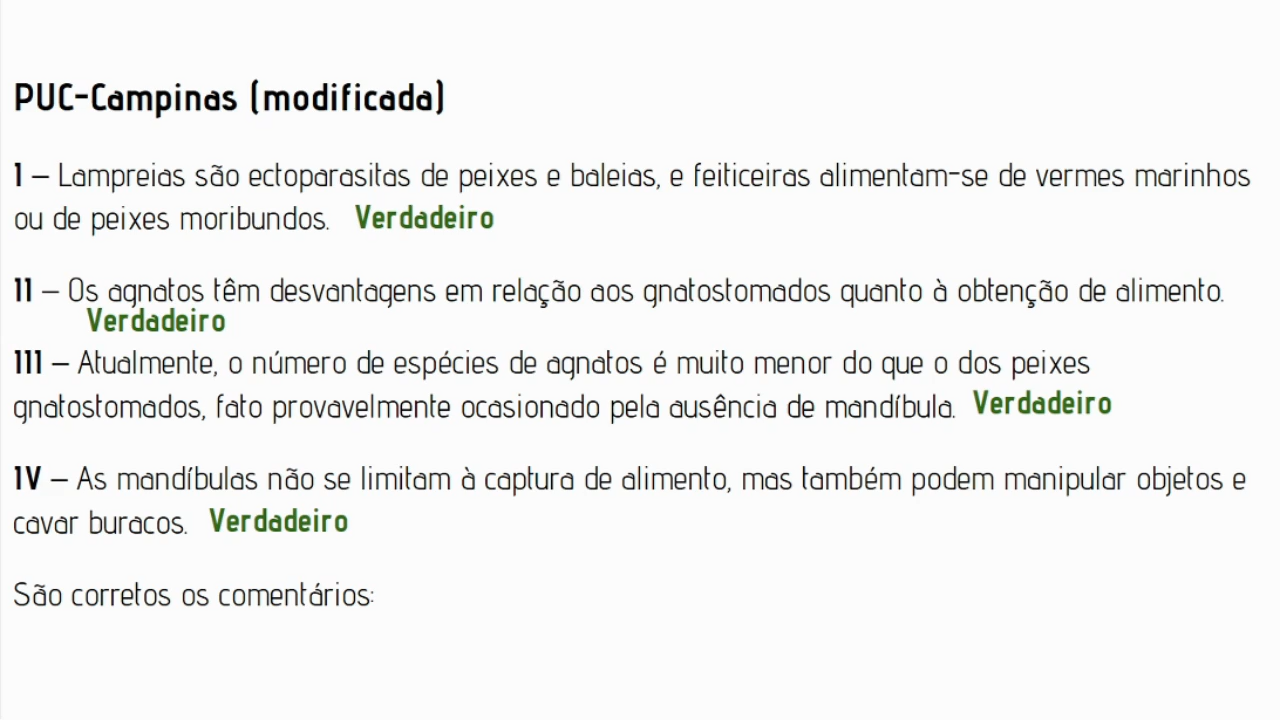 PUC-Campinas (modificada)
I – Lampreias são ectoparasitas de peixes e baleias, e feiticeiras alimentam-se de vermes marinhos
ou de peixes moribundos. Verdadeiro
II – Os agnatos têm desvantagens em relação aos gnatostomados quanto à obtenção de alimento.
Verdadeiro
III – Atualmente, o número de espécies de agnatos é muito menor do que o dos peixes
gnatostomados, fato provavelmente ocasionado pela ausência de mandíbula. Verdadeiro
IV – As mandíbulas não se limitam à captura de alimento, mas também podem manipular objetos e
cavar buracos. Verdadeiro
São corretos os comentários: